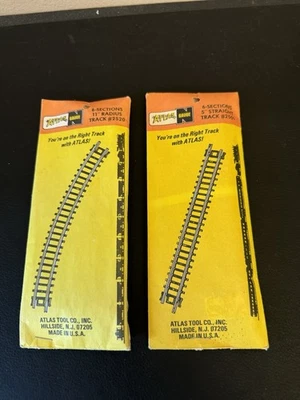 6-SECTIONS
11" RADIUS
TRACK #2520
You're on the Right Track
with ATLAS!
ATLAS TOOL CO., INC.
HILLSIDE, N.J. 07205
MADE IN U.S.A.
6-SECTIONS
5" STRAIGHT
TRACK
You're on the Right Track
with ATLAS!
ATLAS TOOL CO., INC.
HILLSIDE, N.J. 07205
MADE IN U.S.A.